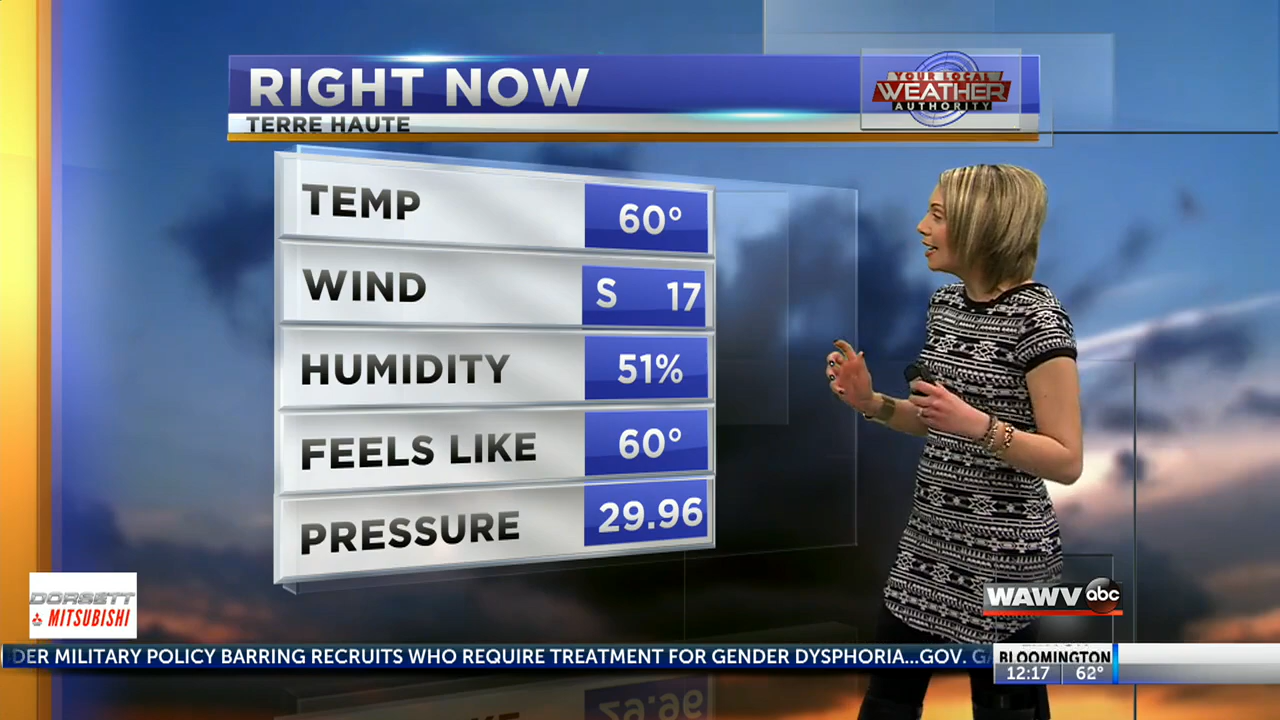 RIGHT NOW
YOUR LOCAL
WEATHER
AUTHORITY
TERRE HAUTE
TEMP 60°
WIND S 17
HUMIDITY 51%
FEELS LIKE 60°
PRESSURE 29.96
DORSETT
MITSUBISHI
WAWV abc
DER MILITARY POLICY BARRING RECRUITS WHO REQUIRE TREATMENT FOR GENDER DYSPHORIA...GOV.
BLOOMINGTON
12:17 62°